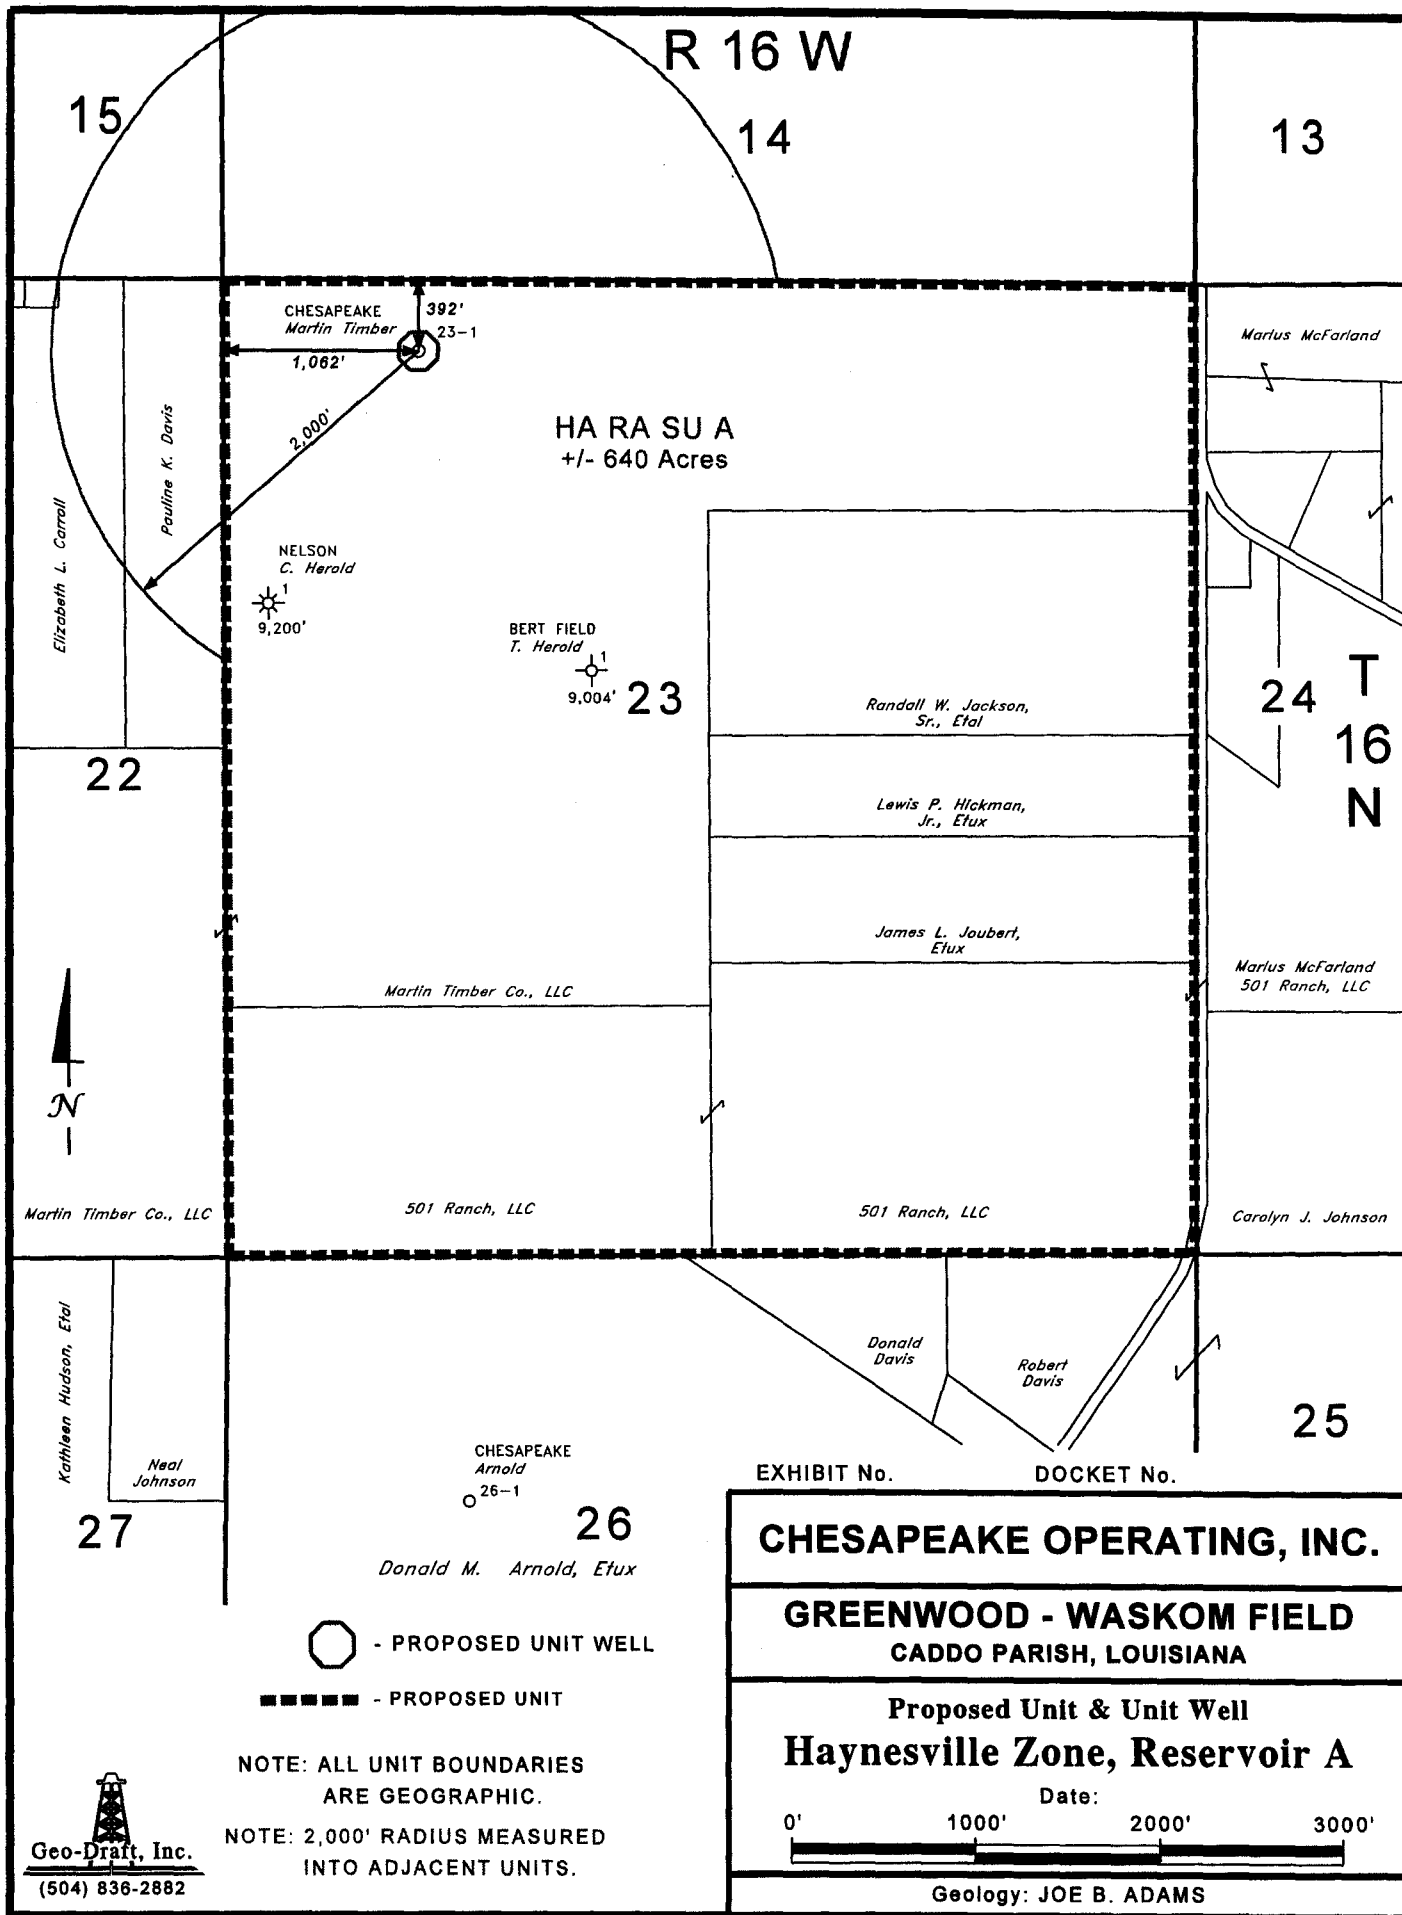 R 16 W
15
14
13
CHESAPEAKE
Martin Timber
392'
23-1
1,062'
2,000'
HA RA SU A
+/- 640 Acres
Marius McFarland
Elizabeth L. Carroll
Pauline K. Davis
NELSON
C. Herold
1
9,200'
BERT FIELD
T. Herold
1
9,004'
23
Randall W. Jackson,
Sr., Etal
24
T
16
N
22
Lewis P. Hickman,
Jr., Etux
James L. Joubert,
Etux
Martin Timber Co., LLC
Marius McFarland
501 Ranch, LLC
N
Martin Timber Co., LLC
501 Ranch, LLC
501 Ranch, LLC
Carolyn J. Johnson
Kathleen Hudson, Etal
Neal
Johnson
27
Donald
Davis
Robert
Davis
25
CHESAPEAKE
Arnold
26-1
26
Donald M. Arnold, Etux
EXHIBIT No.
DOCKET No.
CHESAPEAKE OPERATING, INC.
GREENWOOD - WASKOM FIELD
CADDO PARISH, LOUISIANA
Proposed Unit & Unit Well
Haynesville Zone, Reservoir A
Date:
0' 1000' 2000' 3000'
Geology: JOE B. ADAMS
- PROPOSED UNIT WELL
- PROPOSED UNIT
NOTE: ALL UNIT BOUNDARIES
ARE GEOGRAPHIC.
NOTE: 2,000' RADIUS MEASURED
INTO ADJACENT UNITS.
Geo-Draft, Inc.
(504) 836-2882